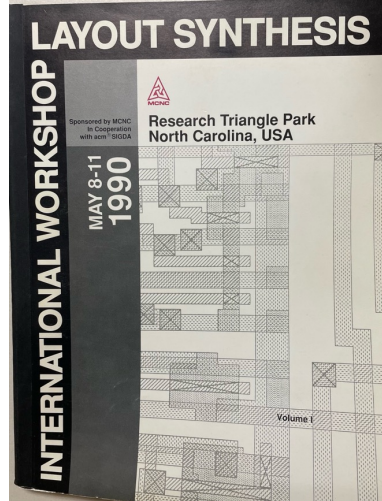 LAYOUT SYNTHESIS
INTERNATIONAL WORKSHOP
MCNC
Sponsored by MCNC
In Cooperation
with acm SIGDA
Research Triangle Park
North Carolina, USA
MAY 8-11
1990
Volume I